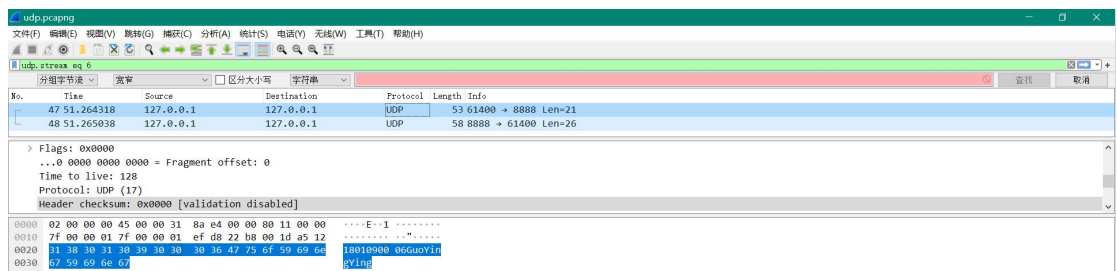 udp.pcapng
文件(F) 编辑(E) 视图(V) 跳转(G) 捕获(C) 分析(A) 统计(S) 电话(Y) 无线(W) 工具(T) 帮助(H)
udp.stream eq 6
分组字节流 宽窄 区分大小写 字符串 查找 取消
No. Time Source Destination Protocol Length Info
47 51.264318 127.0.0.1 127.0.0.1 UDP 53 61400 → 8888 Len=21
48 51.265038 127.0.0.1 127.0.0.1 UDP 58 8888 → 61400 Len=26
> Flags: 0x0000
...0 0000 0000 0000 = Fragment offset: 0
Time to live: 128
Protocol: UDP (17)
Header checksum: 0x0000 [validation disabled]
0000 02 00 00 00 45 00 00 31 8a e4 00 00 80 11 00 00 ····E··1 ········
0010 7f 00 00 01 7f 00 00 01 ef d8 22 b8 00 1d a5 12 ········ ··"·····
0020 31 38 30 31 30 39 30 30 30 36 47 75 6f 59 69 6e 18010900 06GuoYin
0030 67 59 69 6e 67 gYing